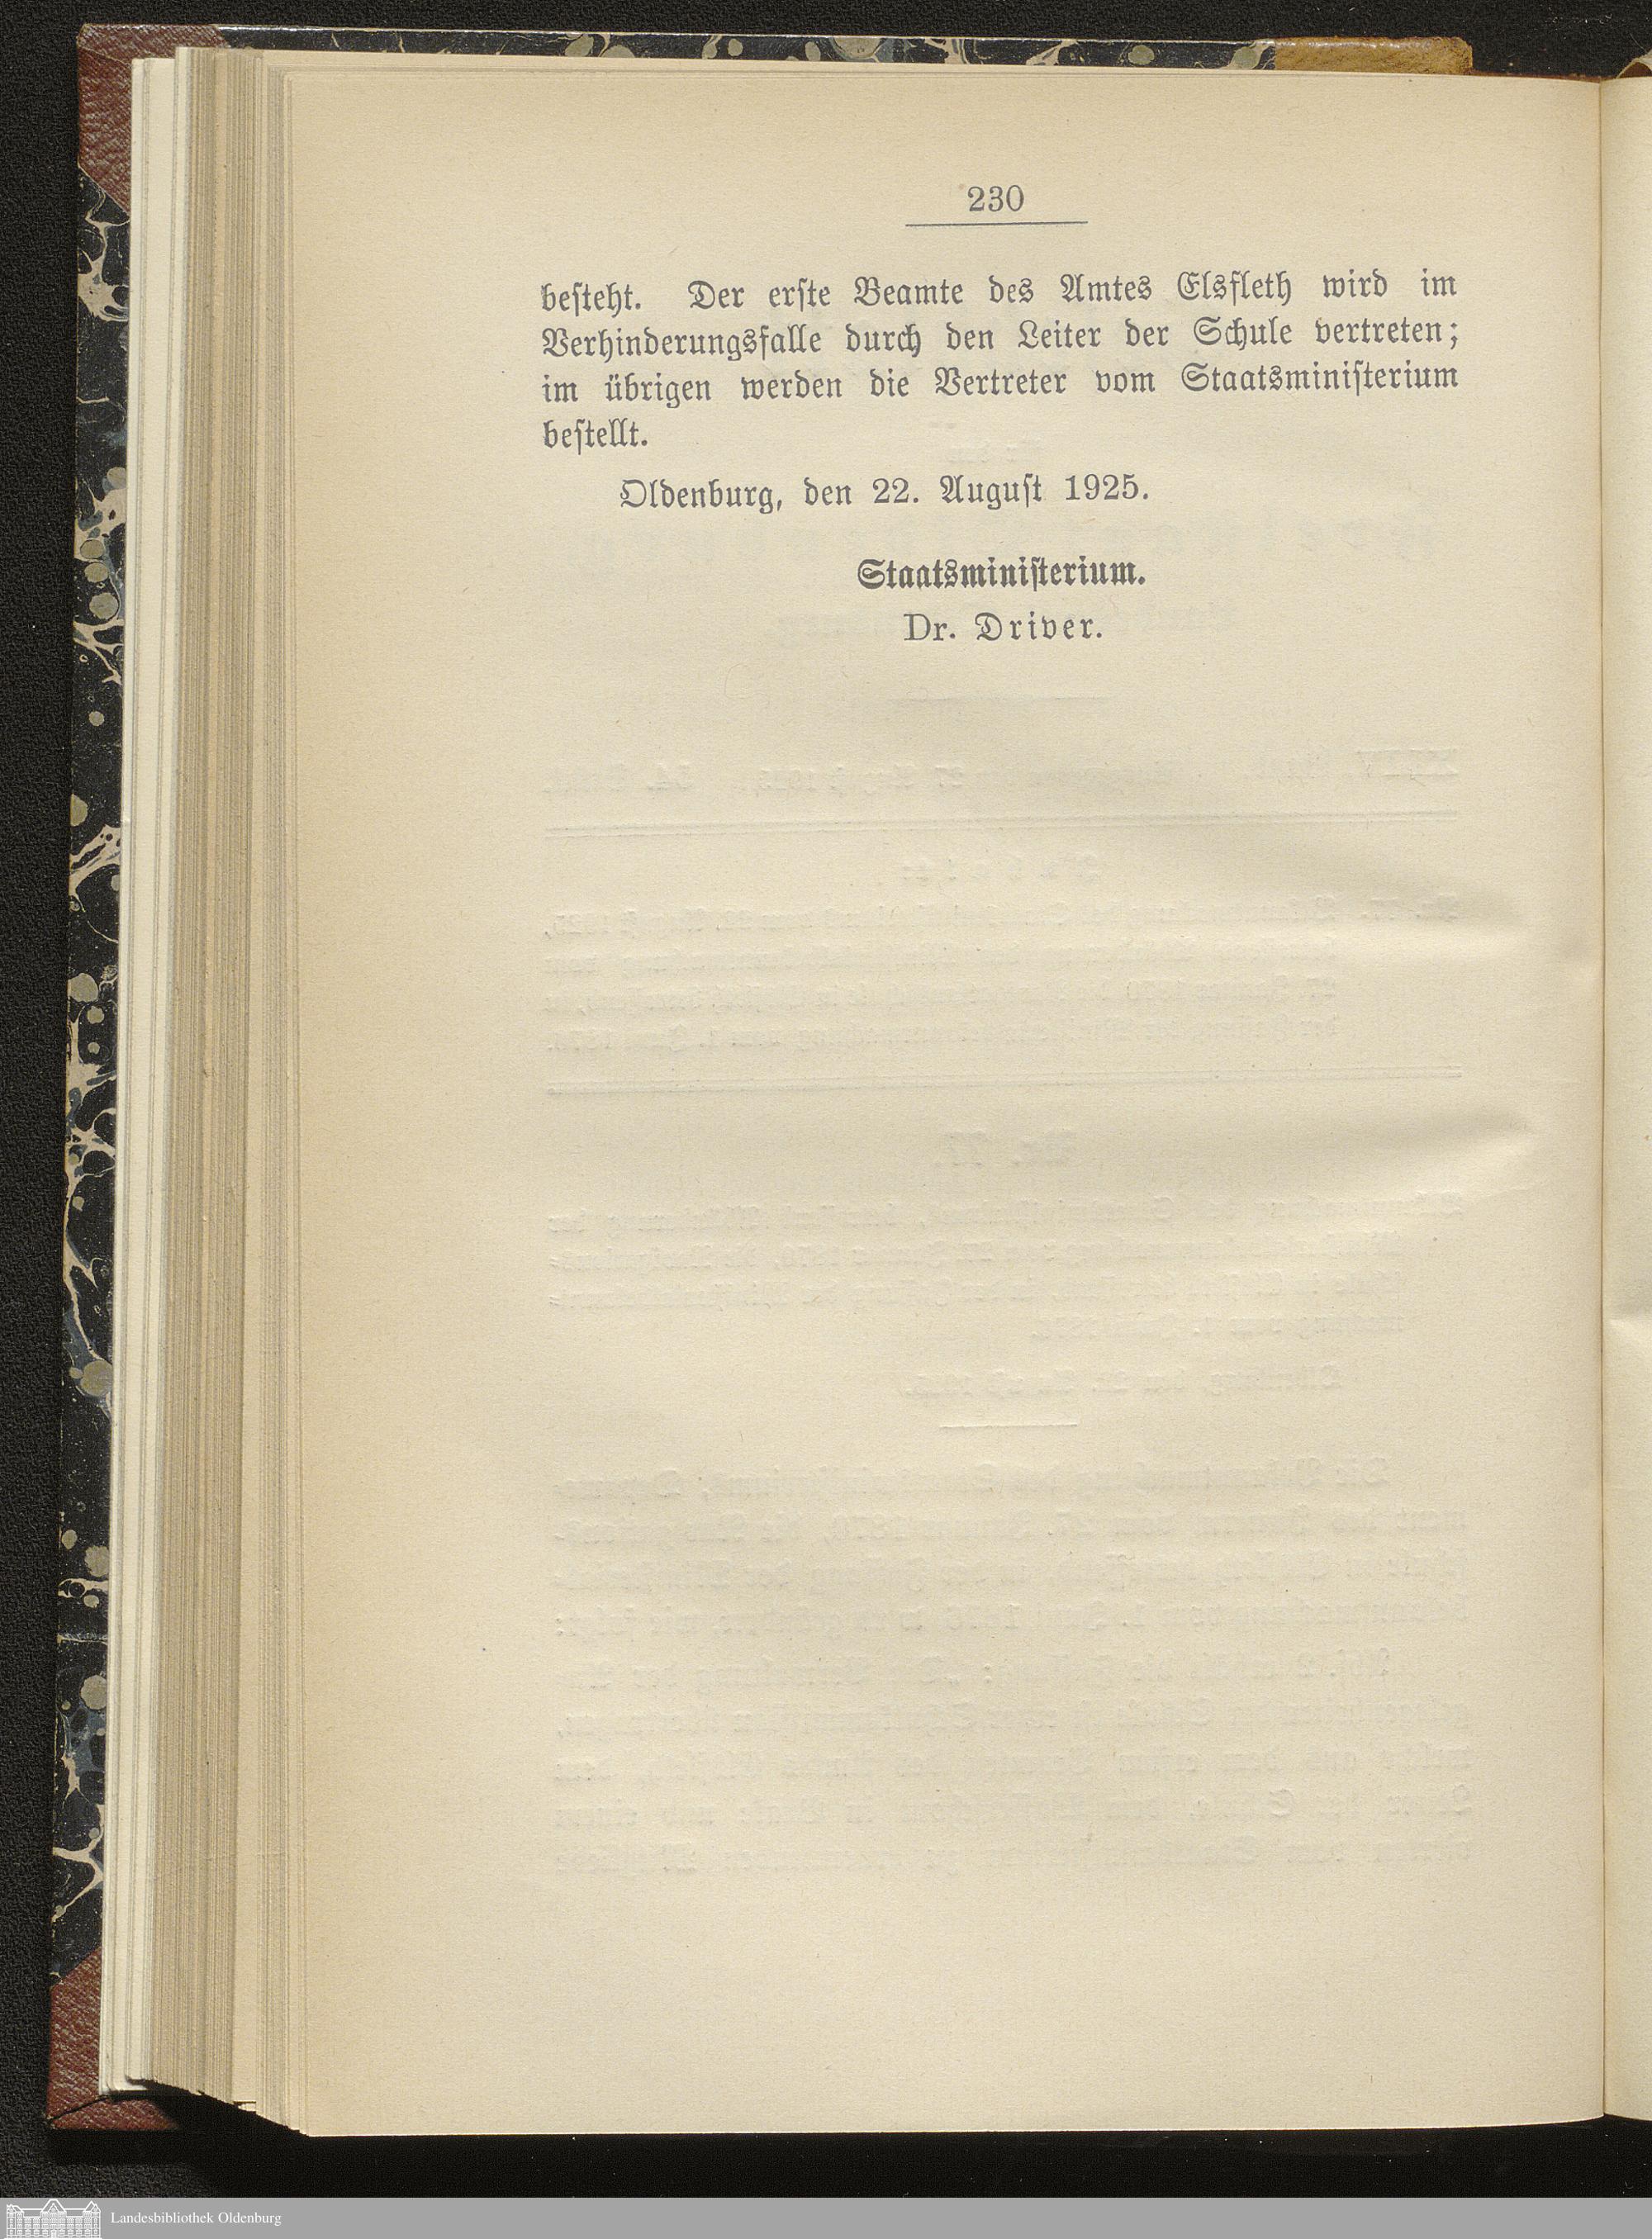 230
besteht. Der erste Beamte des Amtes Elsfleth wird im
Verhinderungsfalle durch den Leiter der Schule vertreten;
im übrigen werden die Vertreter vom Staatsministerium
bestellt.
Oldenburg, den 22. August 1925.
Staatsministerium.
Dr. Driver.
Landesbibliothek Oldenburg